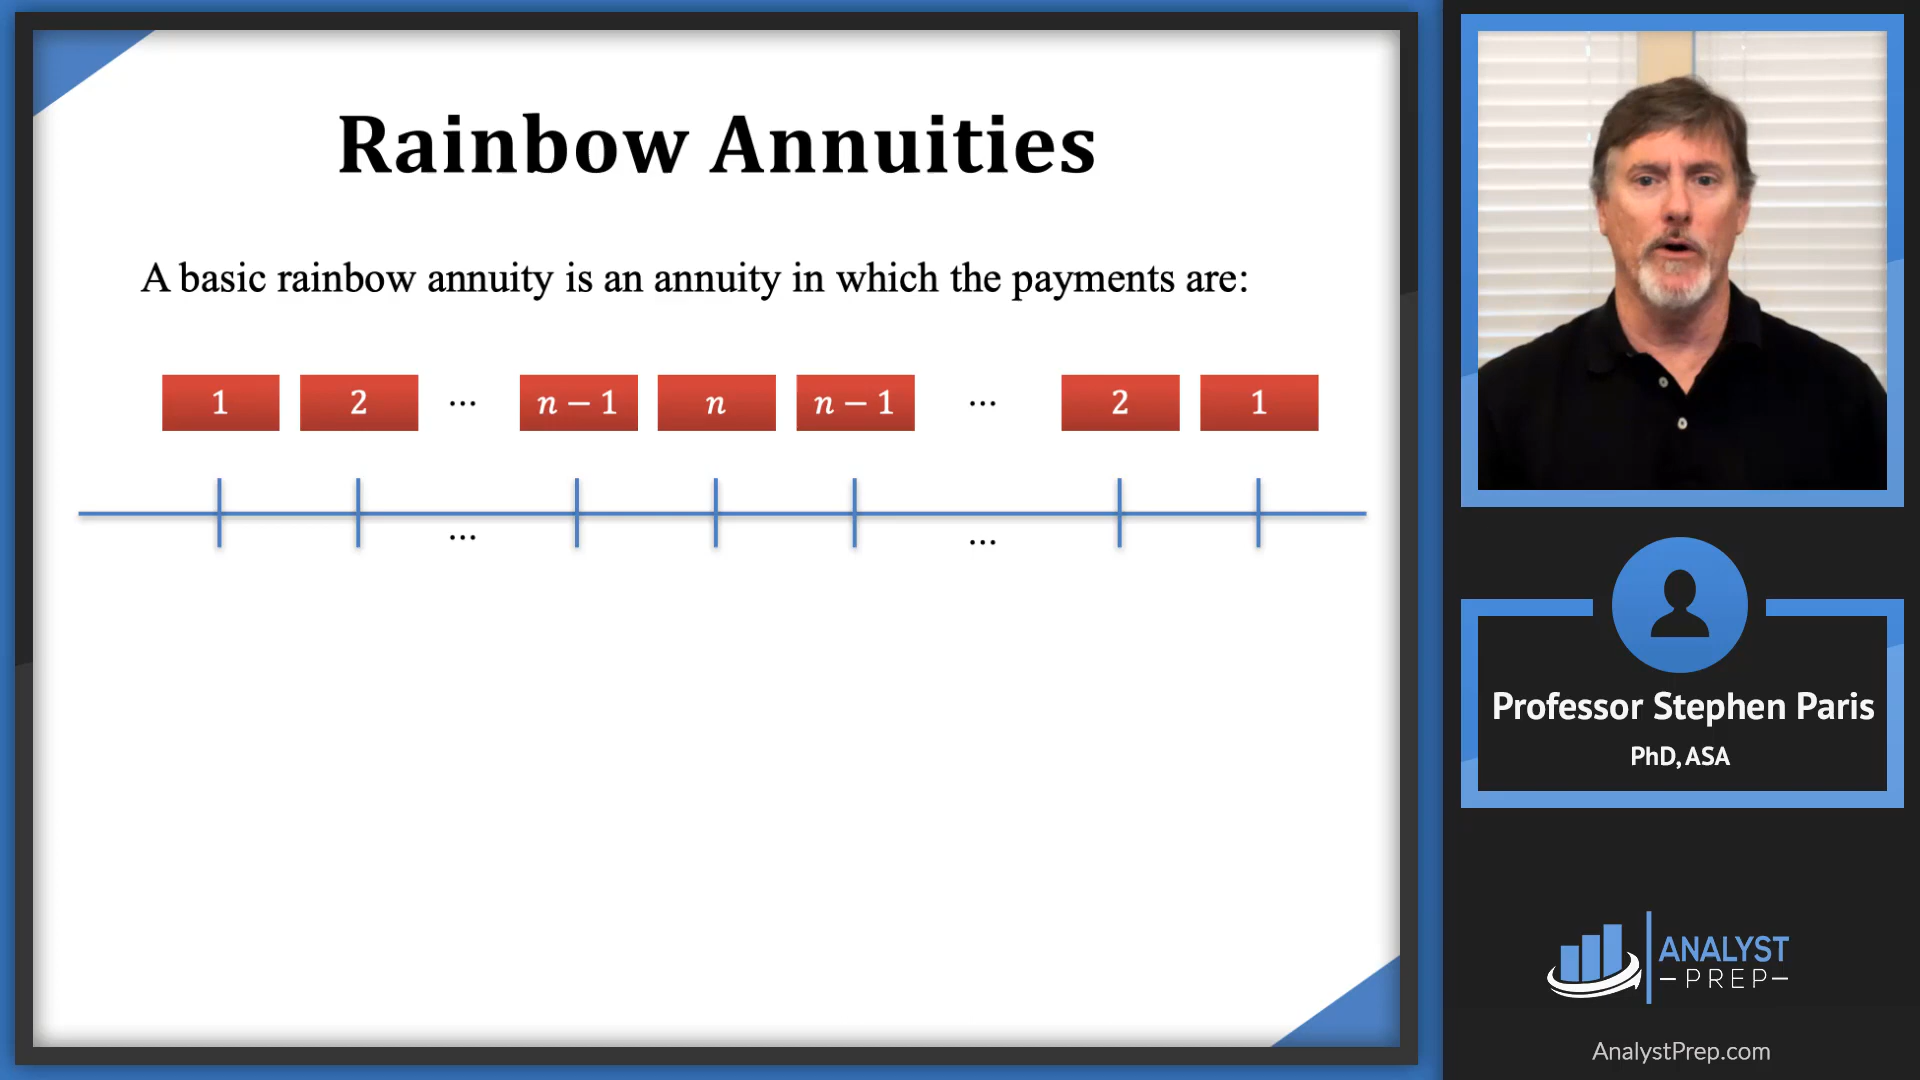 Rainbow Annuities
A basic rainbow annuity is an annuity in which the payments are:
1 2 ... n − 1 n n − 1 ... 2 1
... ...
Professor Stephen Paris
PhD, ASA
ANALYST
PREP
AnalystPrep.com